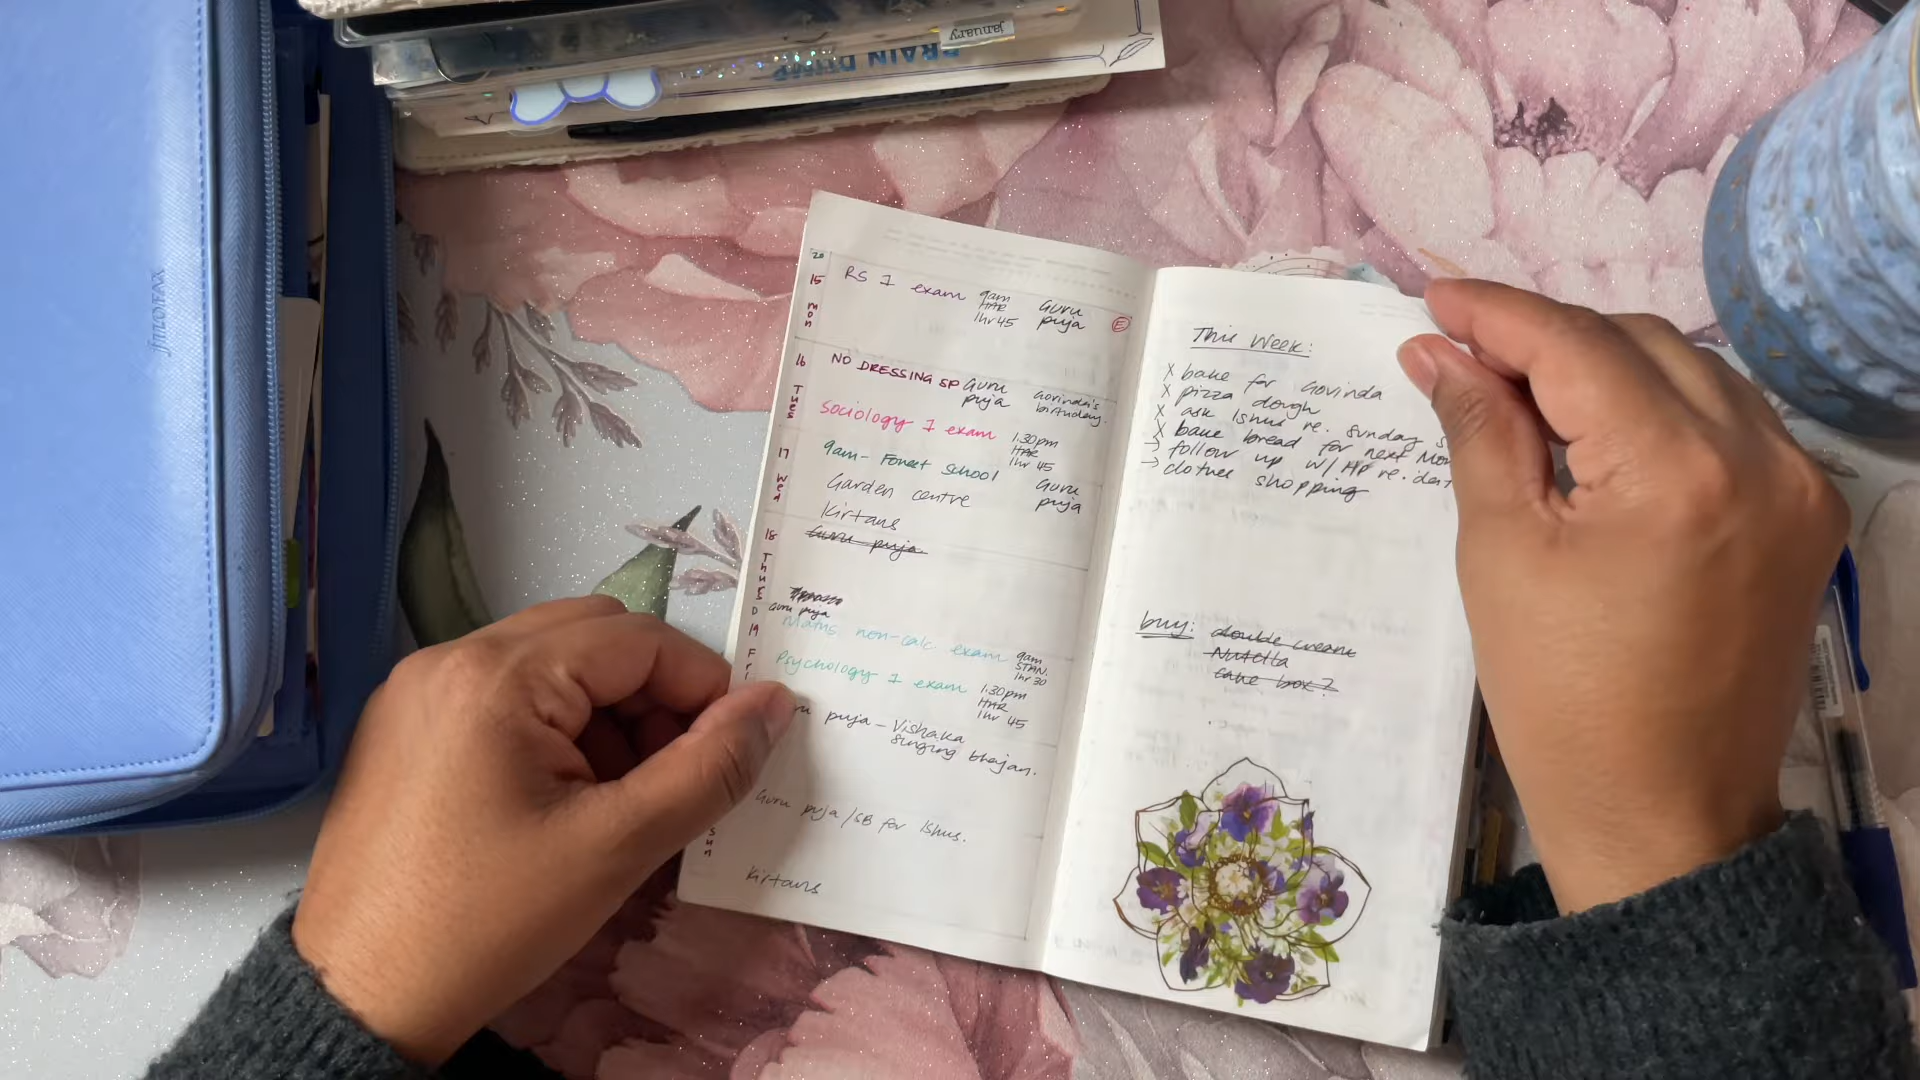 january
BRAIN DUMP
filofax
20
15
Mon
RS 1 exam
9am
HAR
1hr 45
Guru
puja
E
16
Tues
NO DRESSING SP
Guru
puja
Govinda's
birthday
Sociology 1 exam
1.30pm
HAR
1hr 45
17
Wed
9am - Forest School
Garden centre
Guru
puja
Kirtans
18
Thurs
Guru puja
D
Guru puja
19
Fri
Maths non-calc exam
9am
STAN.
1hr 30
Psychology 1 exam
1.30pm
HAR
1hr 45
puja - Vishaka
singing bhajan.
Guru puja / SB for Ishus.
sun
Kirtans
This Week:
X bake for Govinda
X pizza dough
X ask Ishus re. Sunday
X bake bread for next Mon
→ follow up w/ HP re.
→ clothes shopping
buy: double cream
Nutella
cake box?